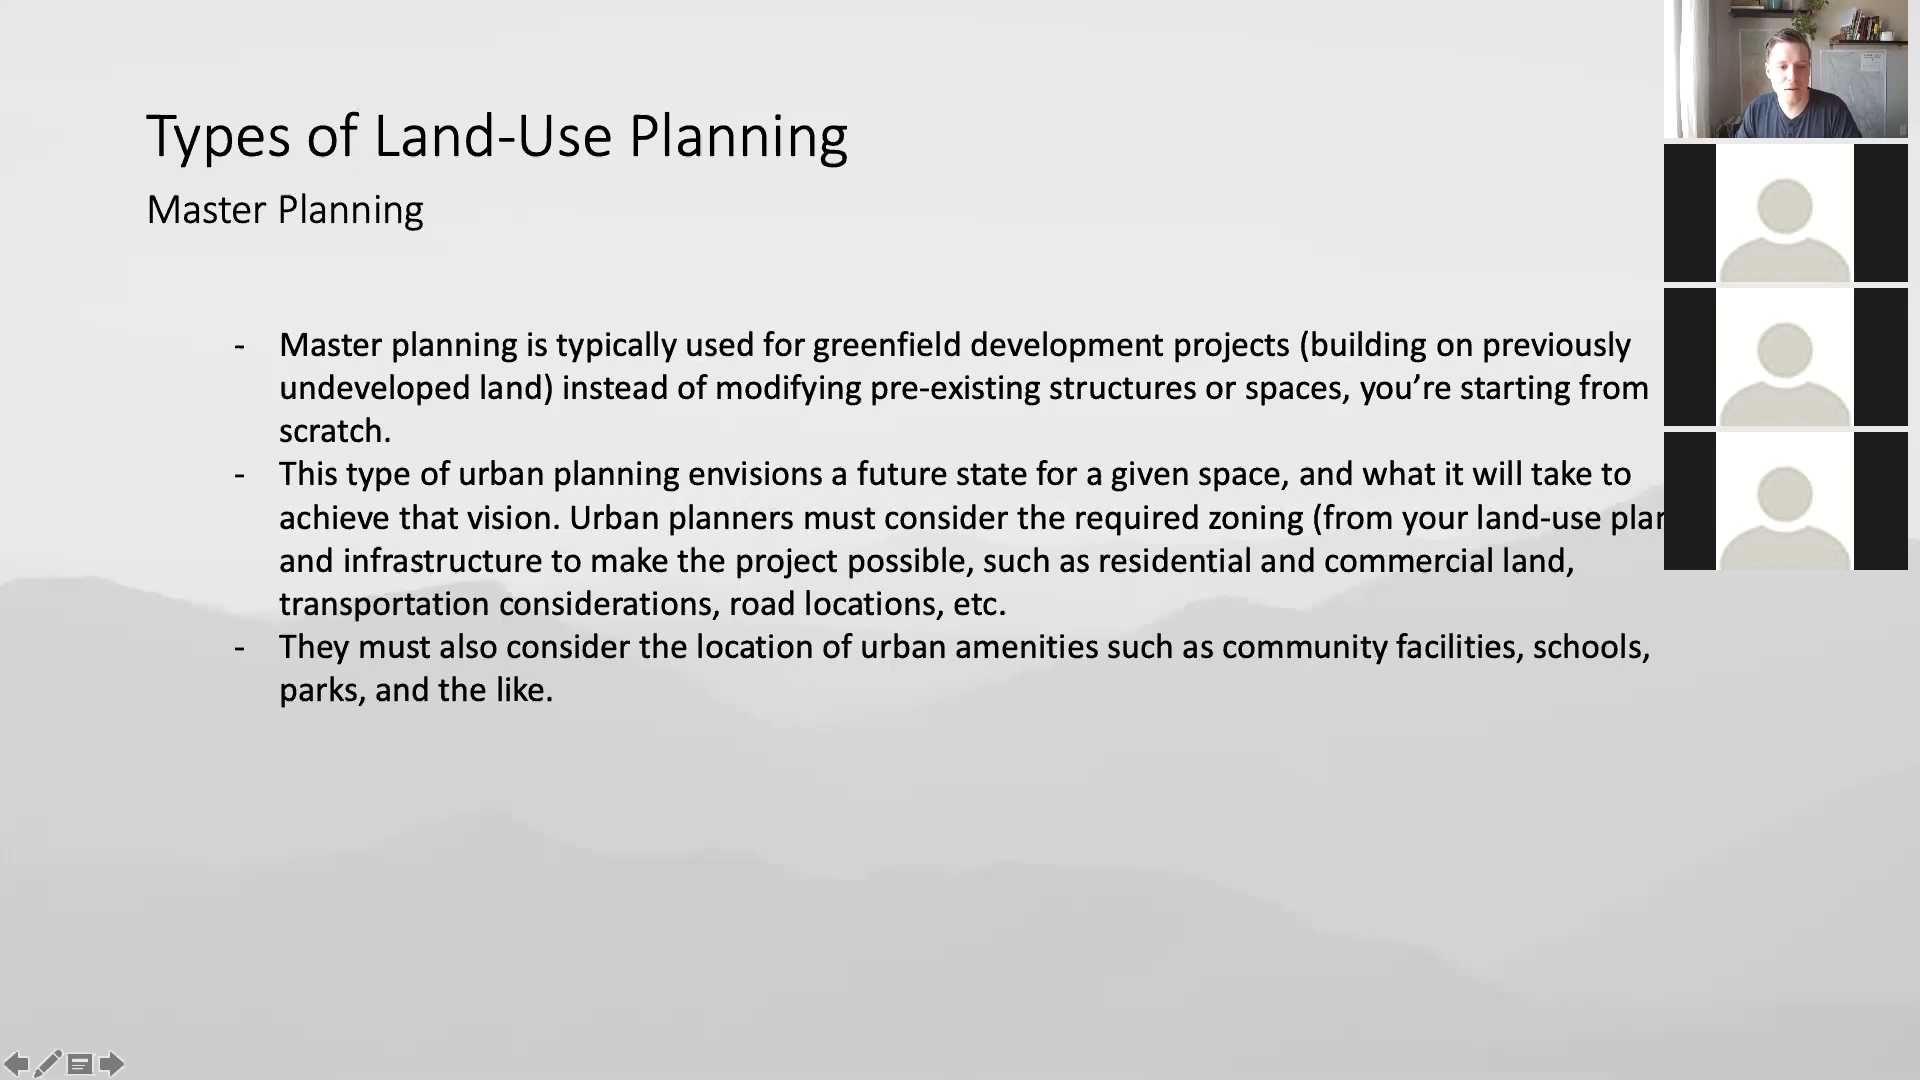 Types of Land-Use Planning
Master Planning
- Master planning is typically used for greenfield development projects (building on previously
undeveloped land) instead of modifying pre-existing structures or spaces, you’re starting from
scratch.
- This type of urban planning envisions a future state for a given space, and what it will take to
achieve that vision. Urban planners must consider the required zoning (from your land-use
and infrastructure to make the project possible, such as residential and commercial land,
transportation considerations, road locations, etc.
- They must also consider the location of urban amenities such as community facilities, schools,
parks, and the like.